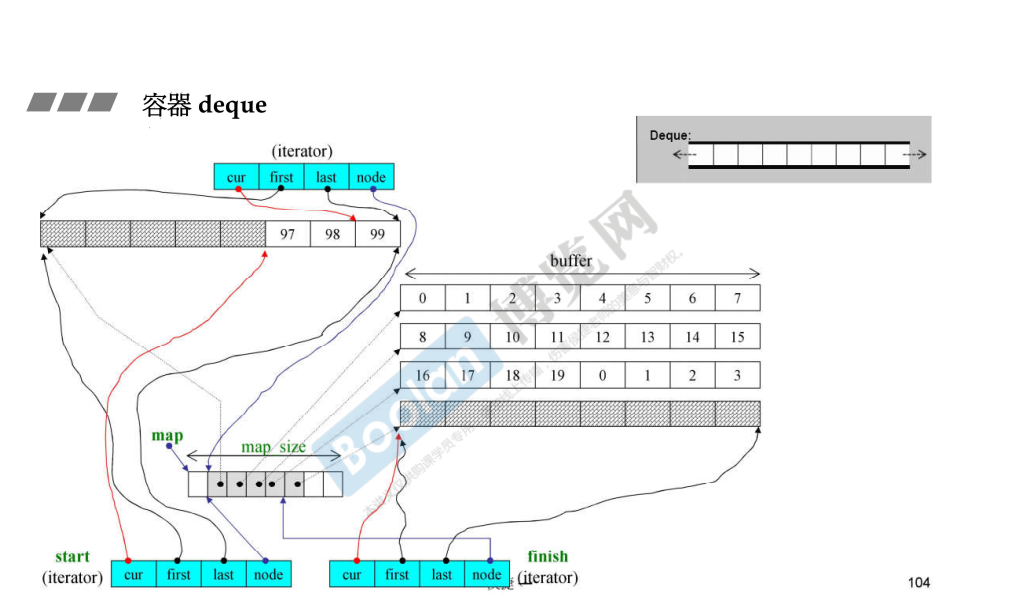 容器 deque
Deque:
(iterator)
cur first last node
97 98 99
buffer
0 1 2 3 4 5 6 7
8 9 10 11 12 13 14 15
16 17 18 19 0 1 2 3
map
map size
start
(iterator)
cur first last node
cur first last node
finish
(iterator)
104
Boolan
博览网